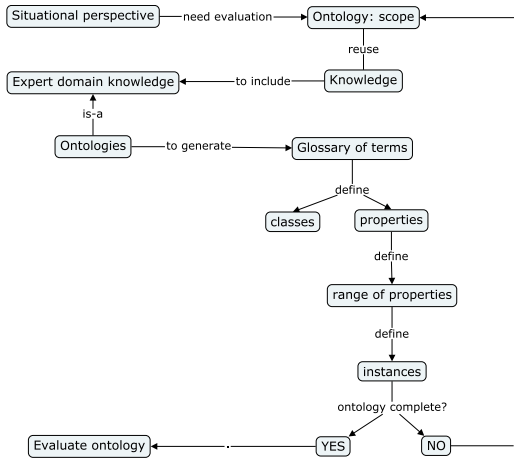 Situational perspective need evaluation Ontology: scope
reuse
Expert domain knowledge to include Knowledge
is-a
Ontologies to generate Glossary of terms
define
classes properties
define
range of properties
define
instances
ontology complete?
Evaluate ontology . YES NO